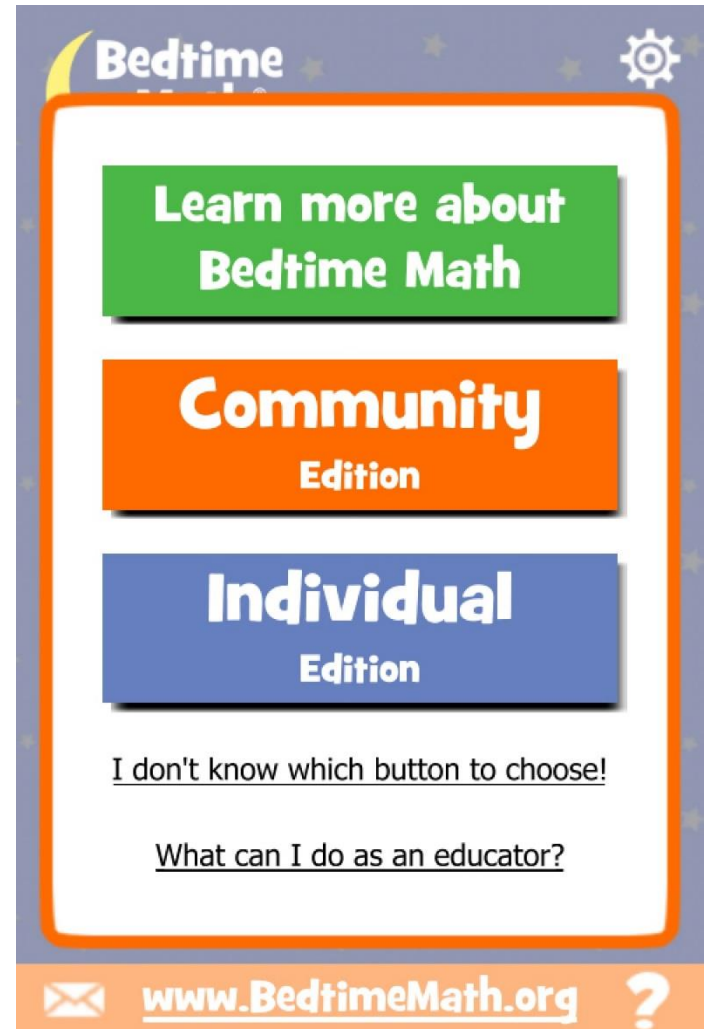 Bedtime
Math®
Learn more about
Bedtime Math
Community
Edition
Individual
Edition
I don't know which button to choose!
What can I do as an educator?
www.BedtimeMath.org
?